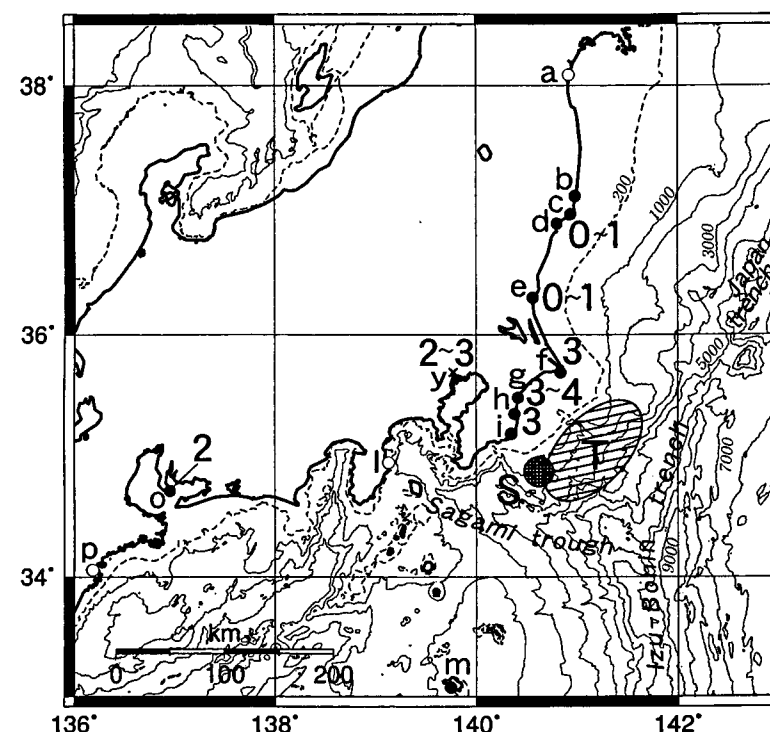 38°
36°
34°
136°
138°
140°
142°
a
b
c
d
0~1
e
0~1
f
3
g
3~4
h
3
i
2~3
y
2
o
p
l
m
S
T
200
1000
3000
5000
7000
9000
Japan
trench
Izu-Bonin
trench
Sagami trough
km
0
100
200